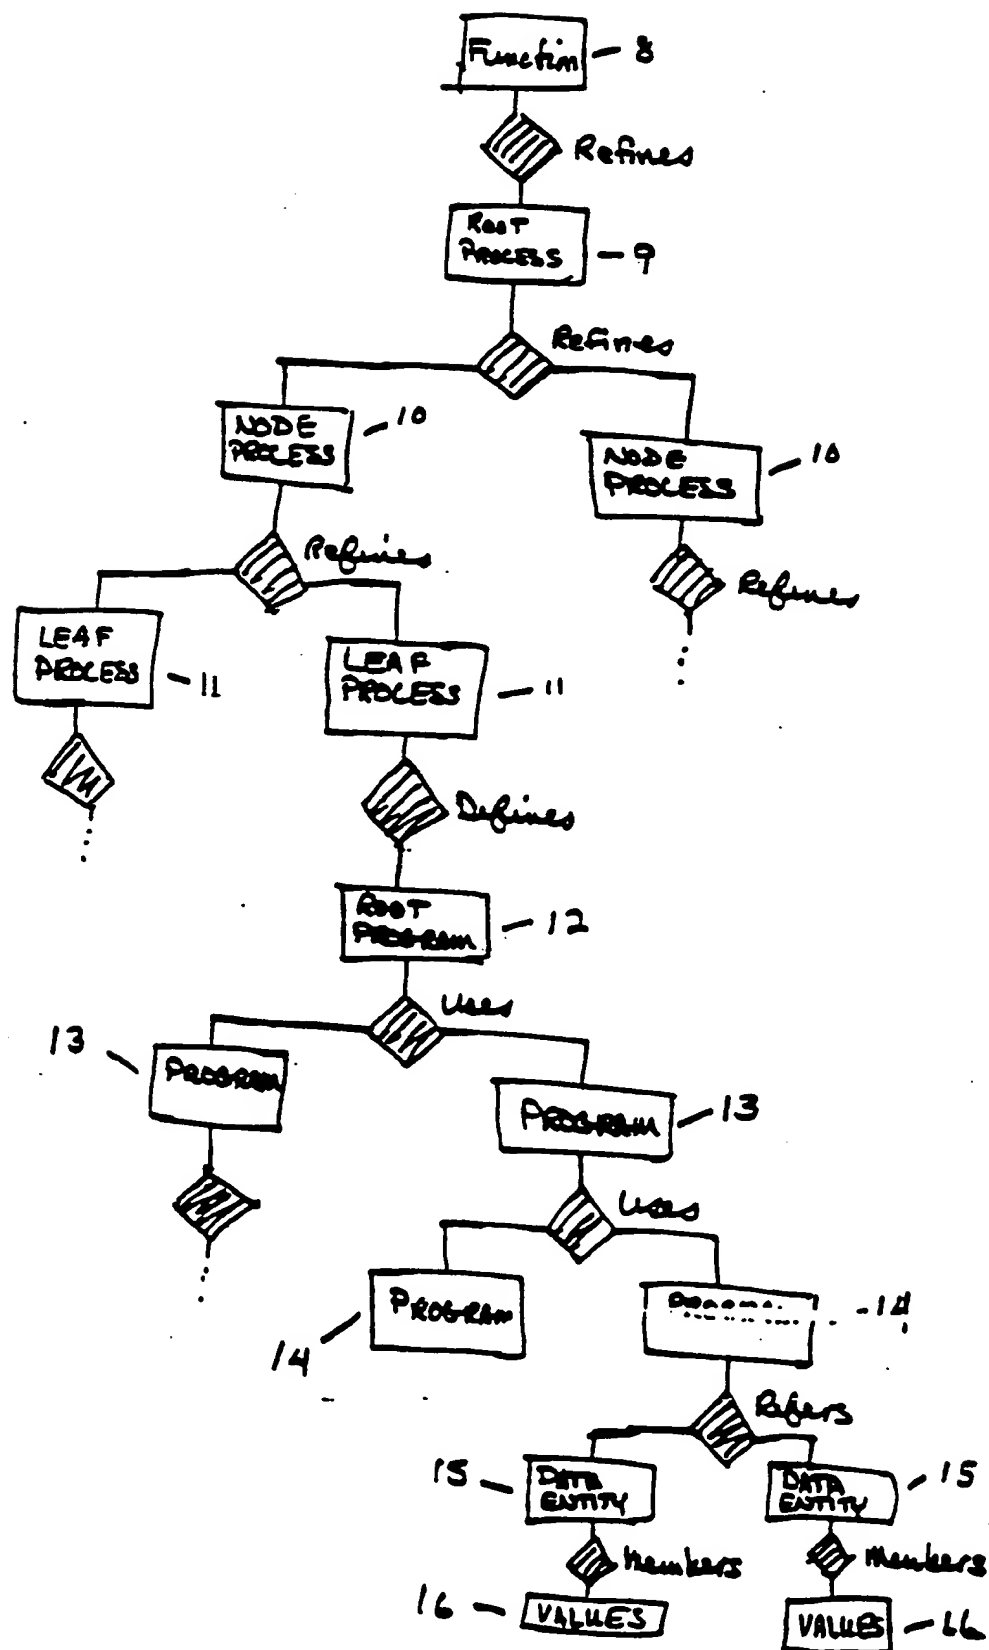 Function
8
Refines
ROOT
PROCESS
9
Refines
NODE
PROCESS
10
NODE
PROCESS
10
Refines
Refines
LEAF
PROCESS
11
LEAF
PROCESS
11
Defines
ROOT
PROGRAM
12
Uses
13
PROGRAM
PROGRAM
13
Uses
PROGRAM
14
14
Refers
15
DATA
ENTITY
DATA
ENTITY
15
Members
Members
16
VALUES
VALUES
16